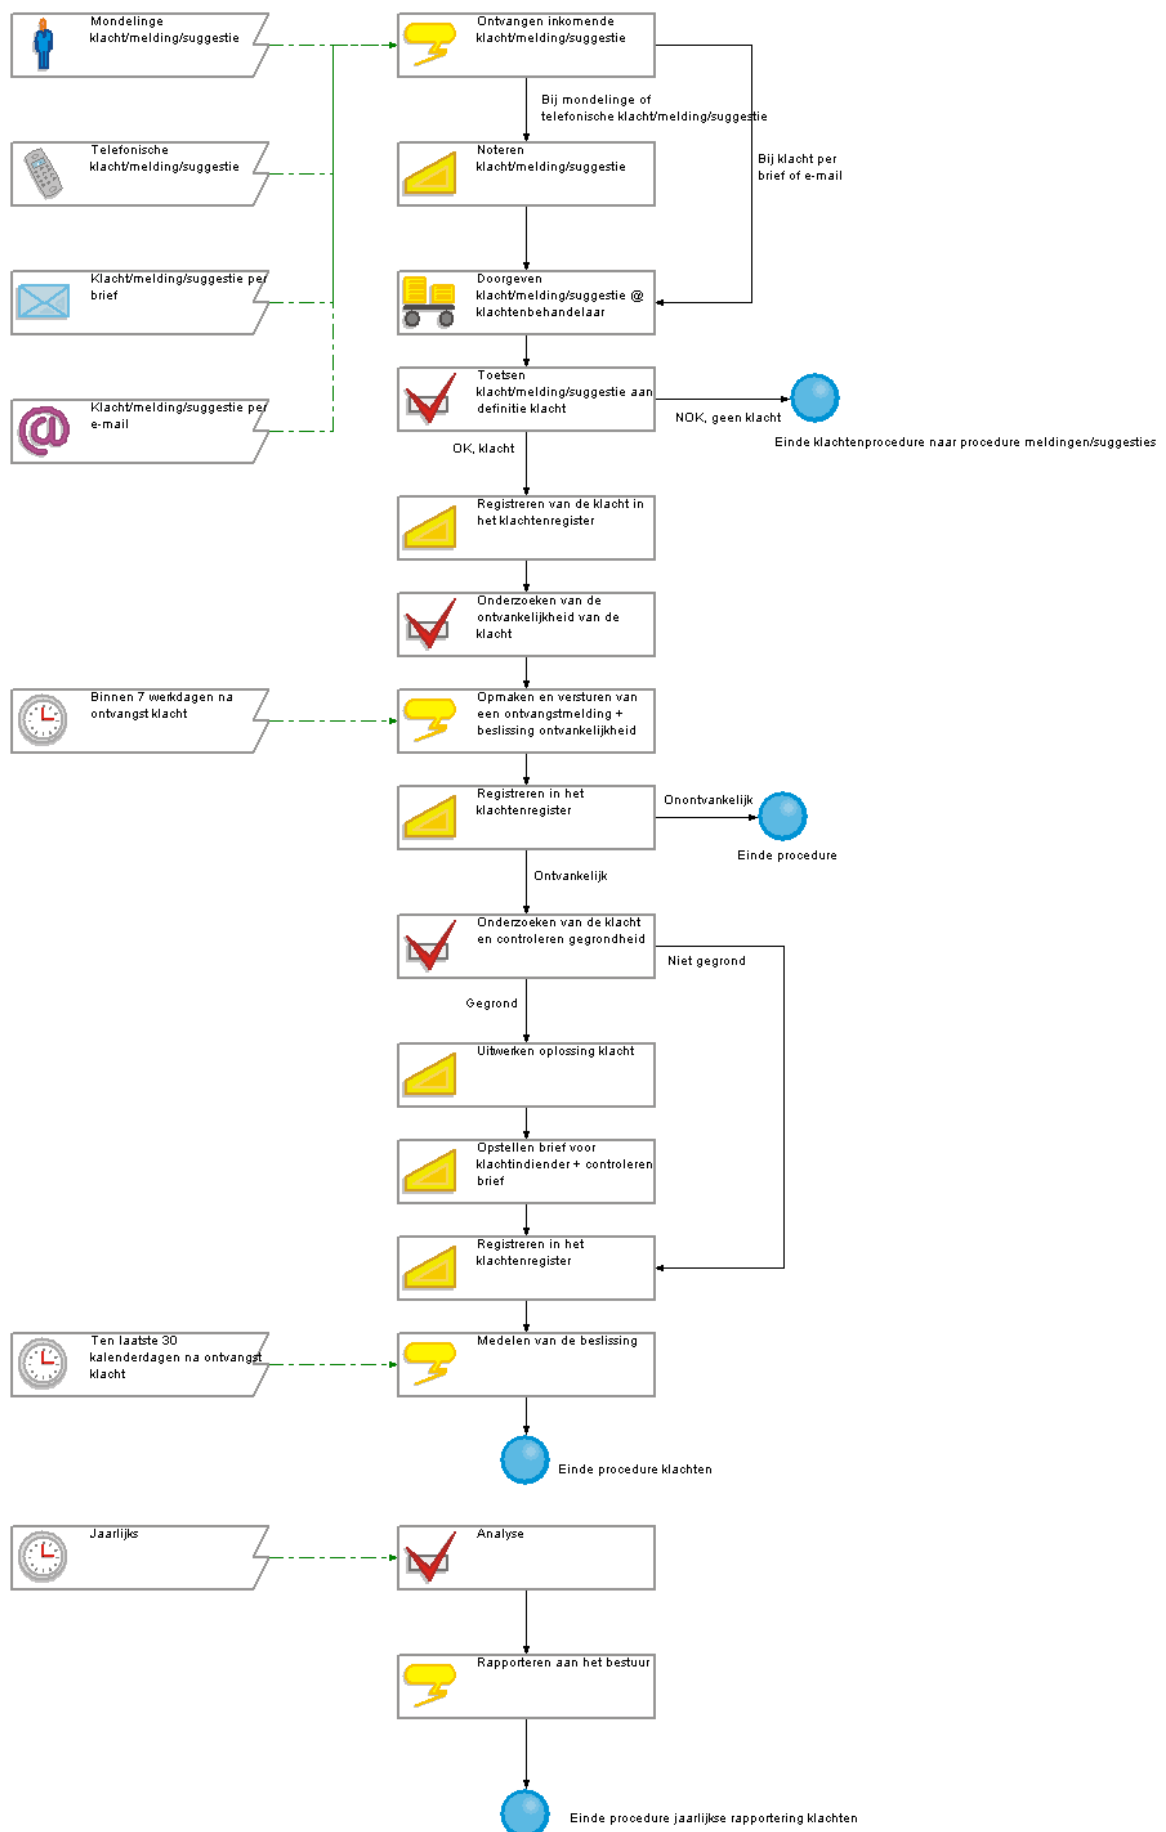 Mondelinge
klacht/melding/suggestie
Ontvangen inkomende
klacht/melding/suggestie
Bij mondelinge of
telefonische klacht/melding/suggestie
Telefonische
klacht/melding/suggestie
Noteren
klacht/melding/suggestie
Bij klacht per
brief of e-mail
Klacht/melding/suggestie per
brief
Doorgeven
klacht/melding/suggestie @
klachtenbehandelaar
Klacht/melding/suggestie per
e-mail
Toetsen
klacht/melding/suggestie aan
definitie klacht
NOK, geen klacht
Einde klachtenprocedure naar procedure meldingen/suggesties
OK, klacht
Registreren van de klacht in
het klachtenregister
Onderzoeken van de
ontvankelijkheid van de
klacht
Binnen 7 werkdagen na
ontvangst klacht
Opmaken en versturen van
een ontvangstmelding +
beslissing ontvankelijkheid
Registreren in het
klachtenregister
Onontvankelijk
Einde procedure
Ontvankelijk
Onderzoeken van de klacht
en controleren gegrondheid
Niet gegrond
Gegrond
Uitwerken oplossing klacht
Opstellen brief voor
klachtindiender + controleren
brief
Registreren in het
klachtenregister
Ten laatste 30
kalenderdagen na ontvangst
klacht
Medelen van de beslissing
Einde procedure klachten
Jaarlijks
Analyse
Rapporteren aan het bestuur
Einde procedure jaarlijkse rapportering klachten